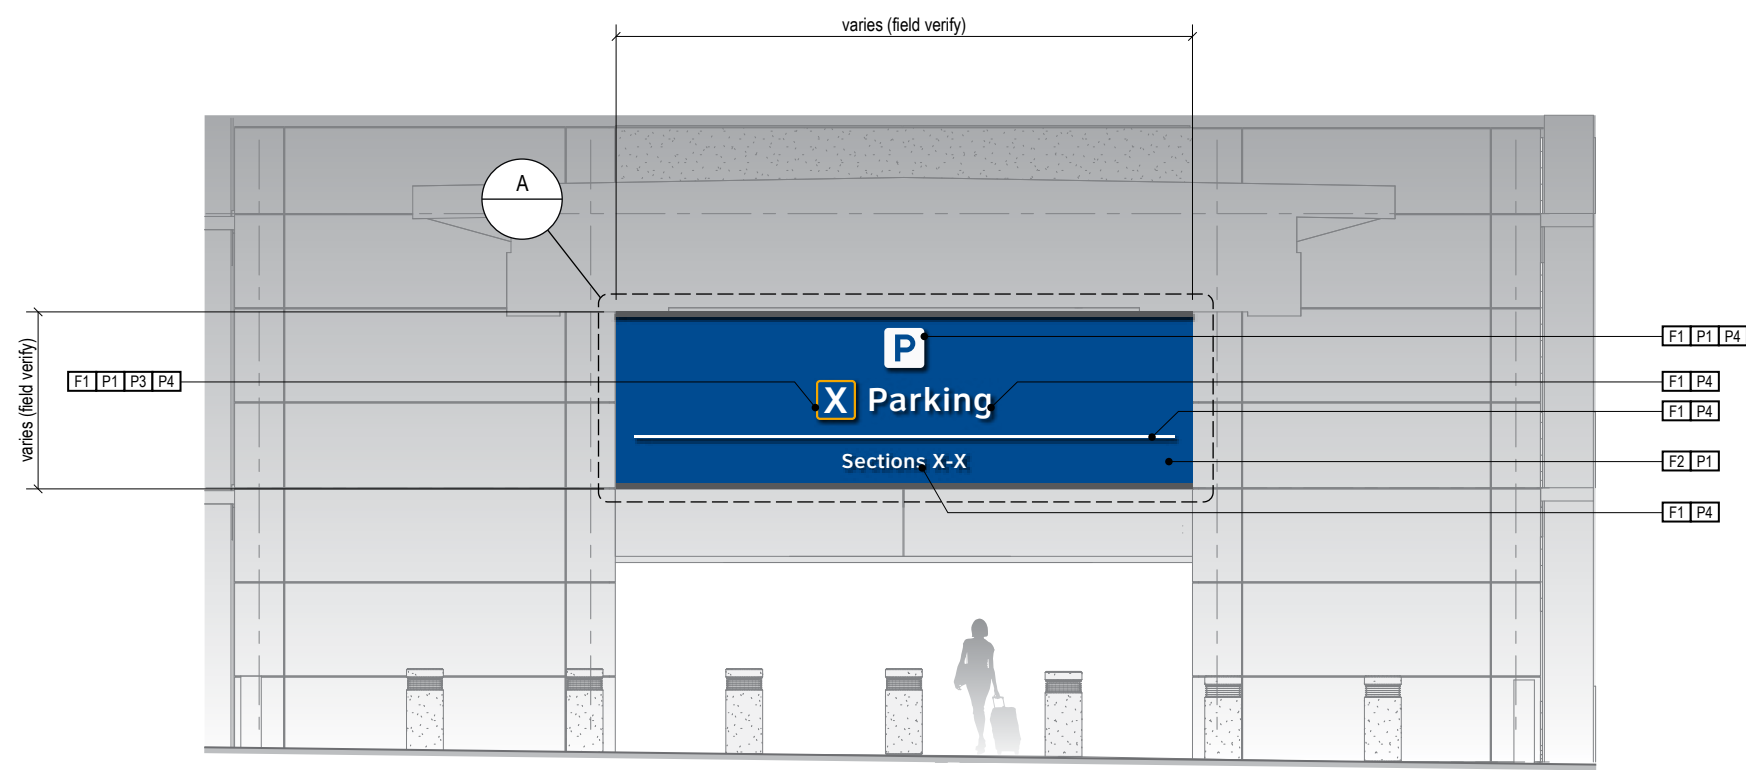 varies (field verify)
A
varies (field verify)
P
F1 P1 P4
F1 P1 P3 P4
X Parking
F1 P4
F1 P4
Sections X-X
F2 P1
F1 P4